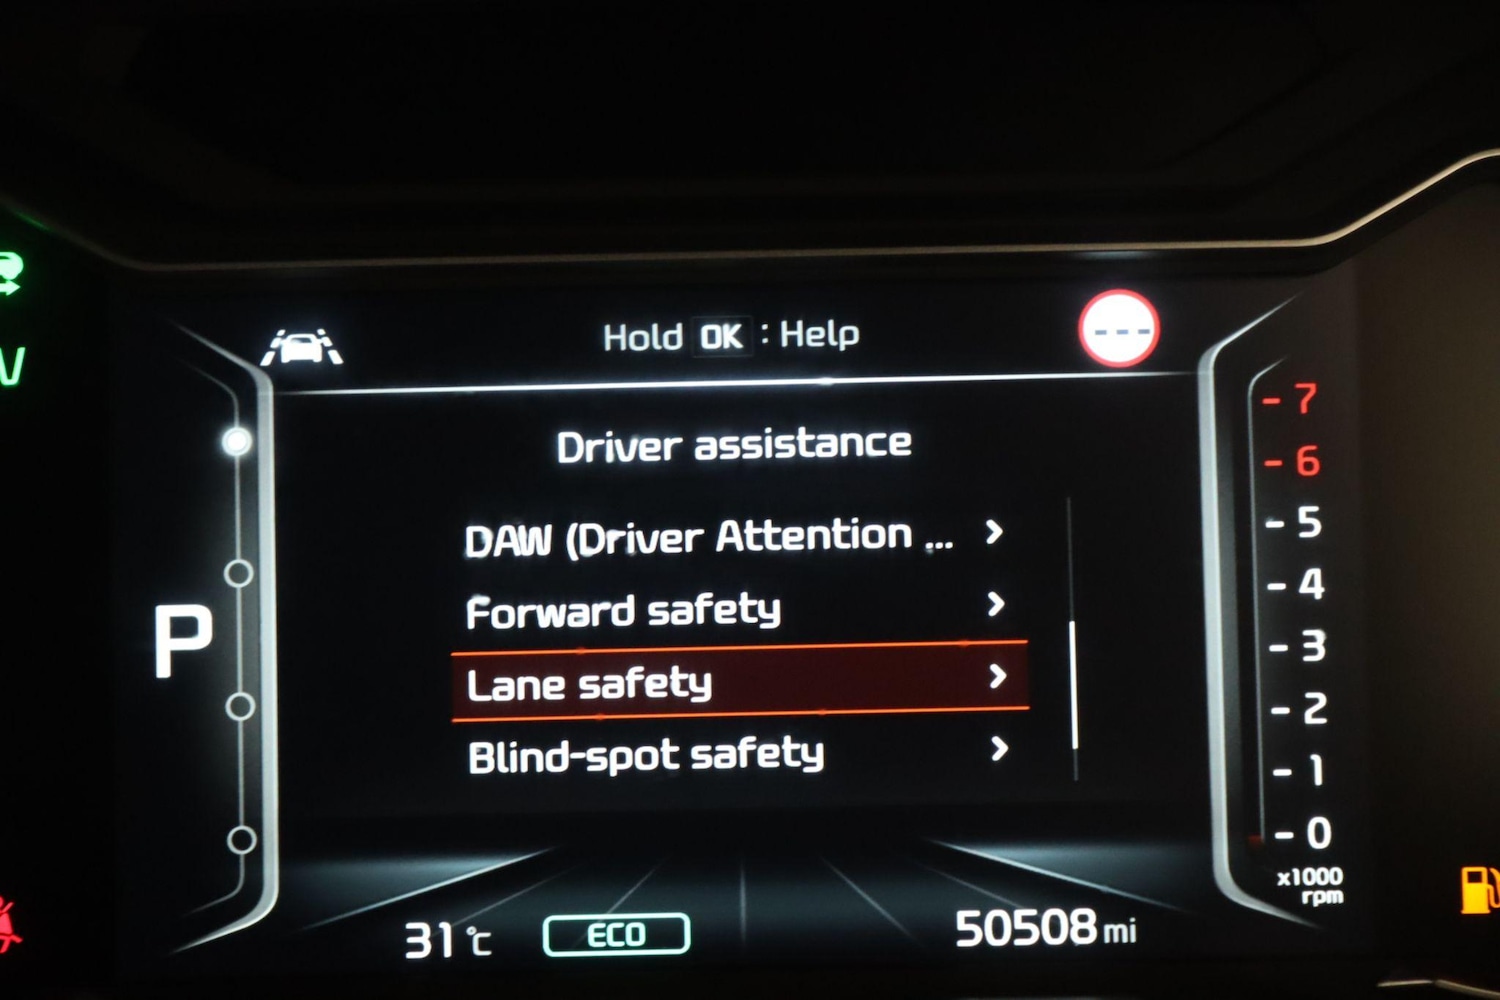 Hold OK : Help
Driver assistance
DAW (Driver Attention ...
Forward safety
Lane safety
Blind-spot safety
P
7
6
5
4
3
2
1
0
x1000
rpm
31 °C
ECO
50508 mi